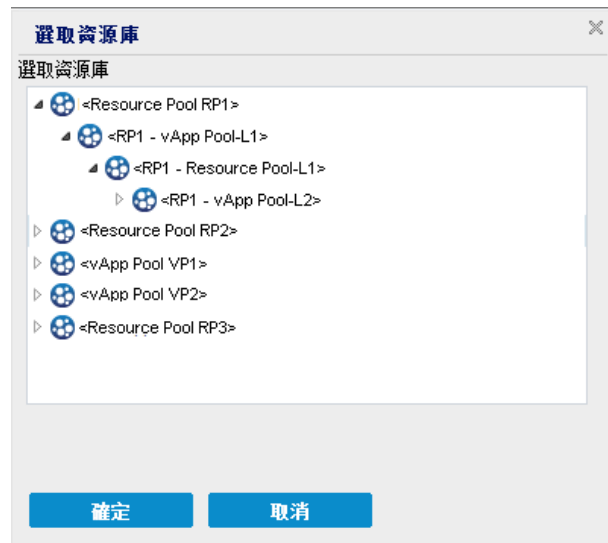 選取資源庫
選取資源庫
<Resource Pool RP1>
<RP1 - vApp Pool-L1>
<RP1 - Resource Pool-L1>
<RP1 - vApp Pool-L2>
<Resource Pool RP2>
<vApp Pool VP1>
<vApp Pool VP2>
<Resource Pool RP3>
確定 取消